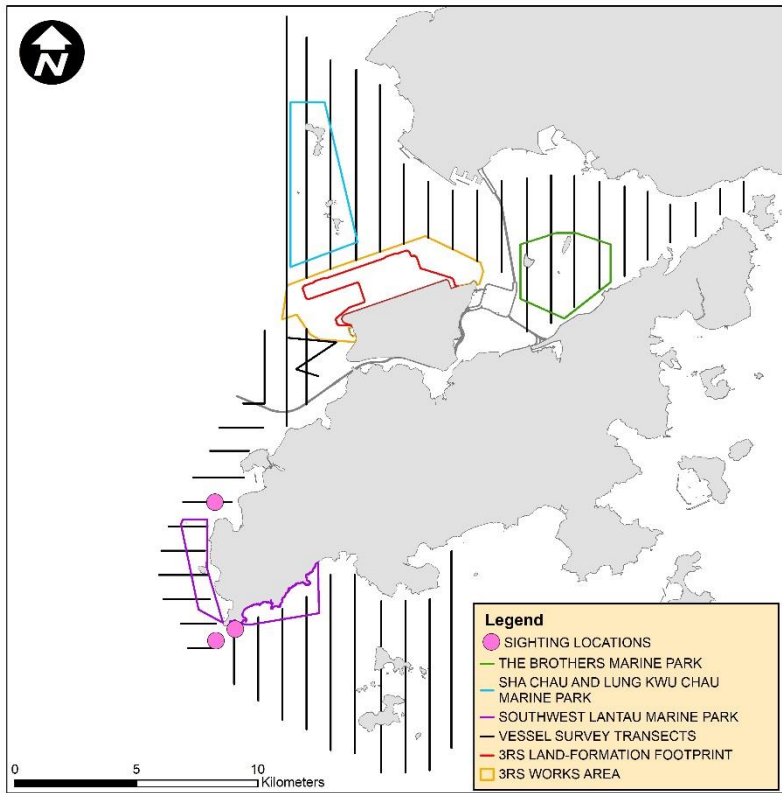 N
Legend
SIGHTING LOCATIONS
THE BROTHERS MARINE PARK
SHA CHAU AND LUNG KWU CHAU
MARINE PARK
SOUTHWEST LANTAU MARINE PARK
VESSEL SURVEY TRANSECTS
3RS LAND-FORMATION FOOTPRINT
3RS WORKS AREA
0 5 10
Kilometers